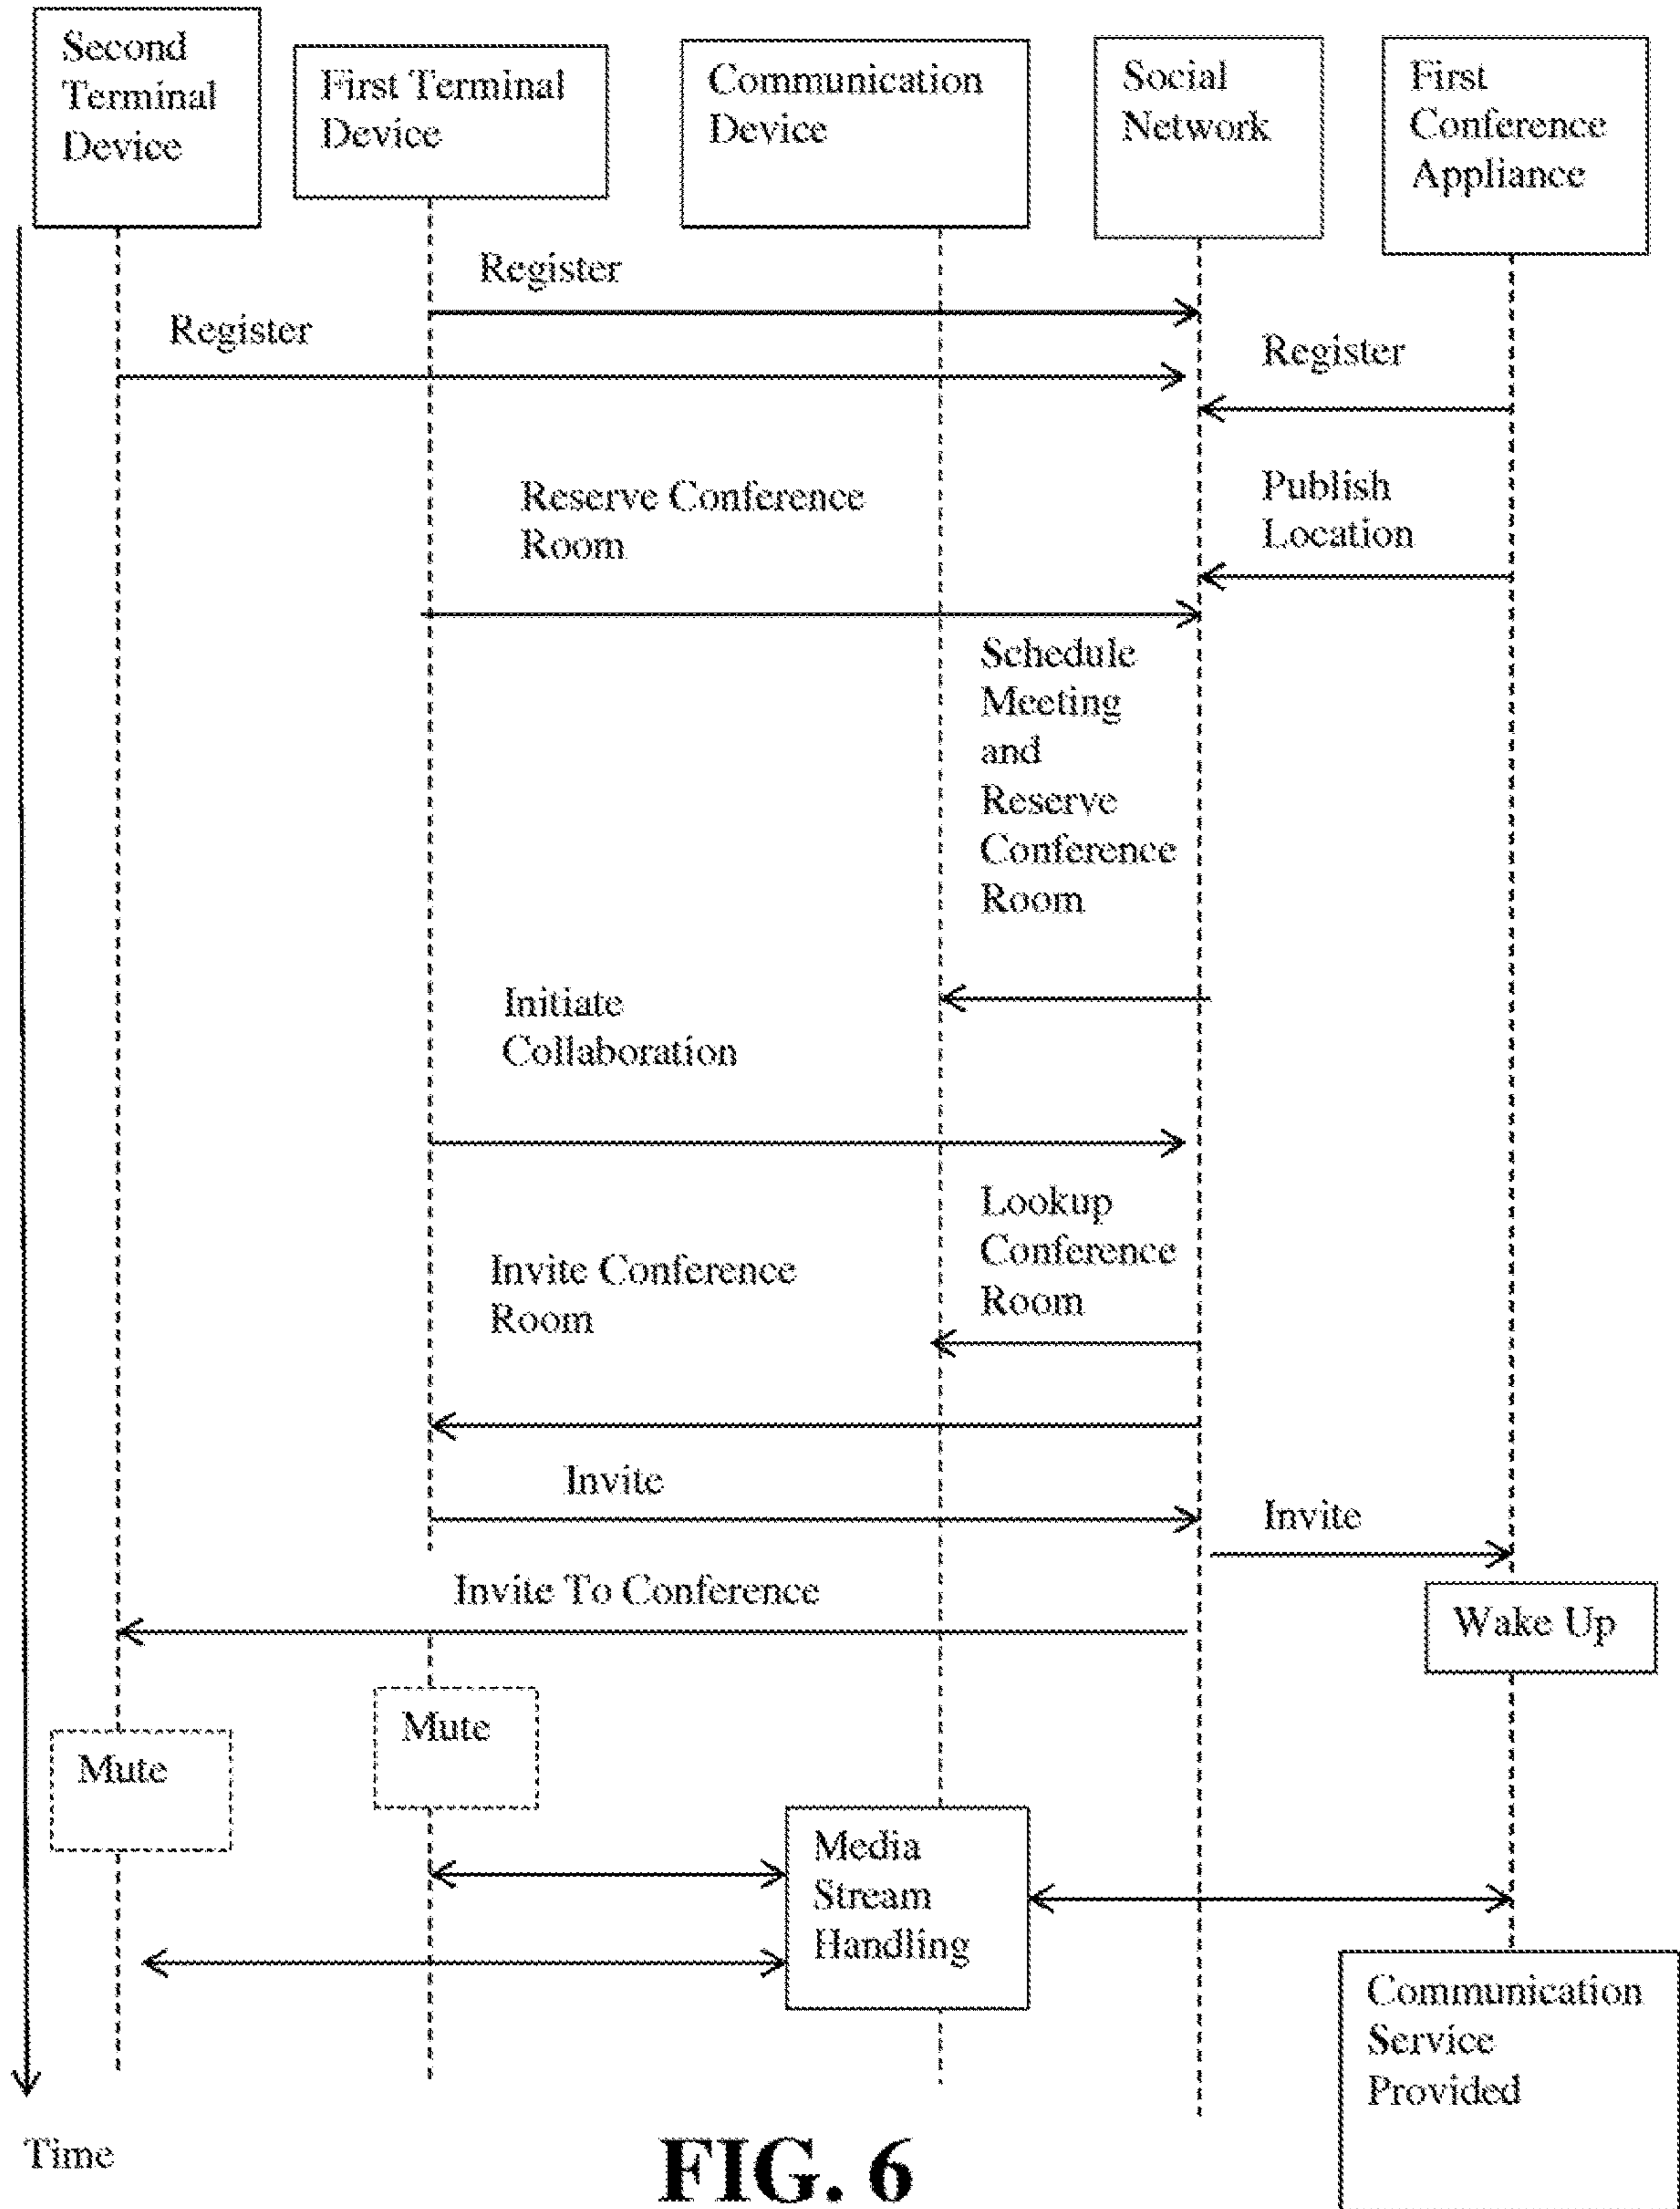 Second
Terminal
Device
First Terminal
Device
Communication
Device
Social
Network
First
Conference
Appliance
Register
Register
Register
Publish
Location
Reserve Conference
Room
Schedule
Meeting
and
Reserve
Conference
Room
Initiate
Collaboration
Lookup
Conference
Room
Invite Conference
Room
Invite
Invite
Invite To Conference
Wake Up
Mute
Mute
Media
Stream
Handling
Communication
Service
Provided
Time
FIG. 6